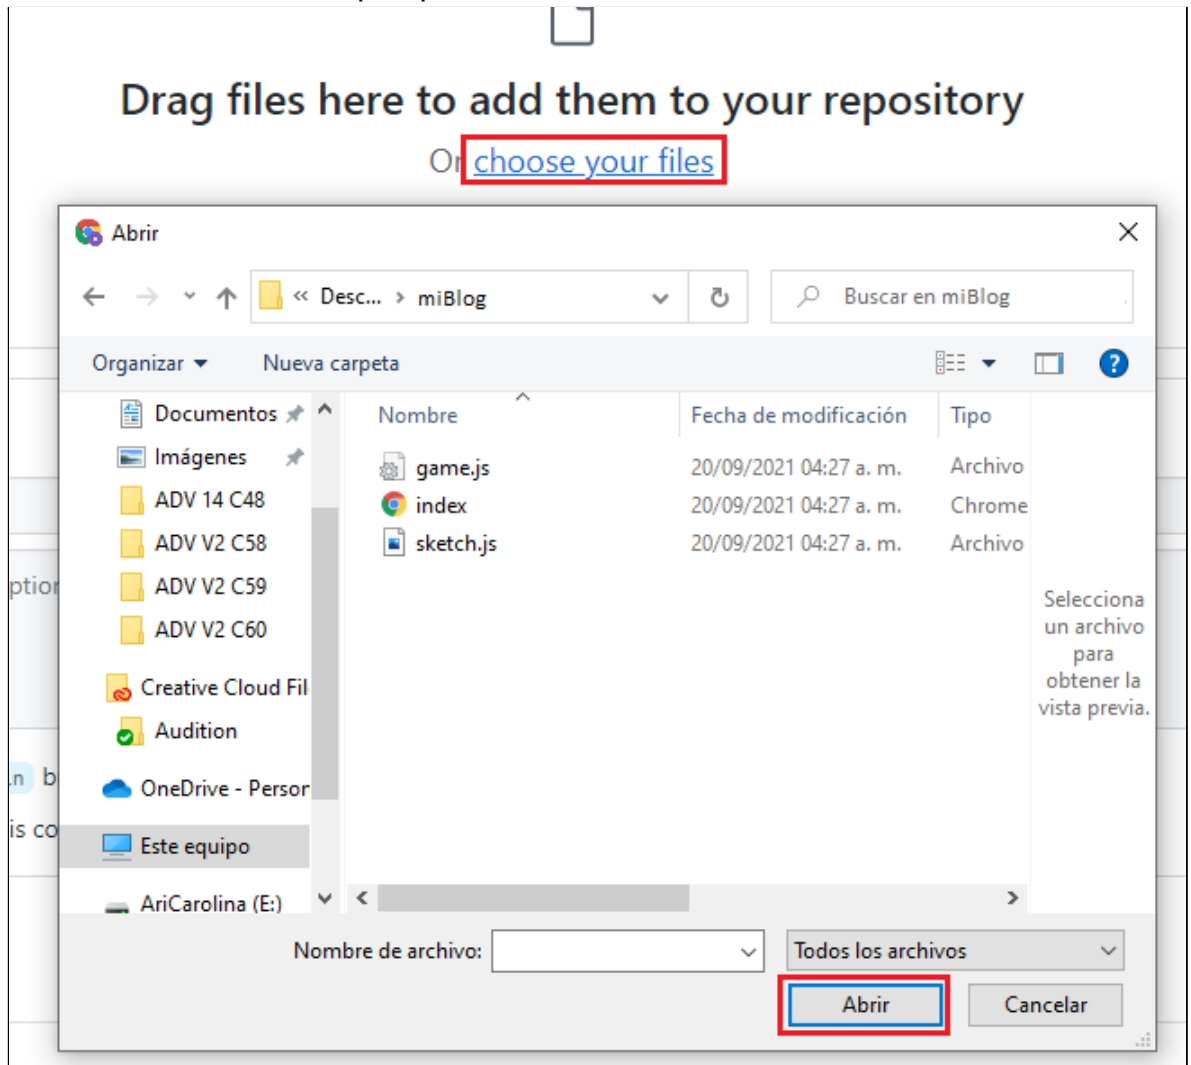 Drag files here to add them to your repository
Or choose your files
Abrir
« Desc... › miBlog
Buscar en miBlog
Organizar
Nueva carpeta
Nombre
Fecha de modificación
Tipo
Documentos
Imágenes
ADV 14 C48
ADV V2 C58
ADV V2 C59
ADV V2 C60
Creative Cloud Fil
Audition
OneDrive - Person
Este equipo
AriCarolina (E:)
game.js 20/09/2021 04:27 a. m. Archivo
index 20/09/2021 04:27 a. m. Chrome
sketch.js 20/09/2021 04:27 a. m. Archivo
Selecciona
un archivo
para
obtener la
vista previa.
ption
is co
Nombre de archivo:
Todos los archivos
Abrir
Cancelar